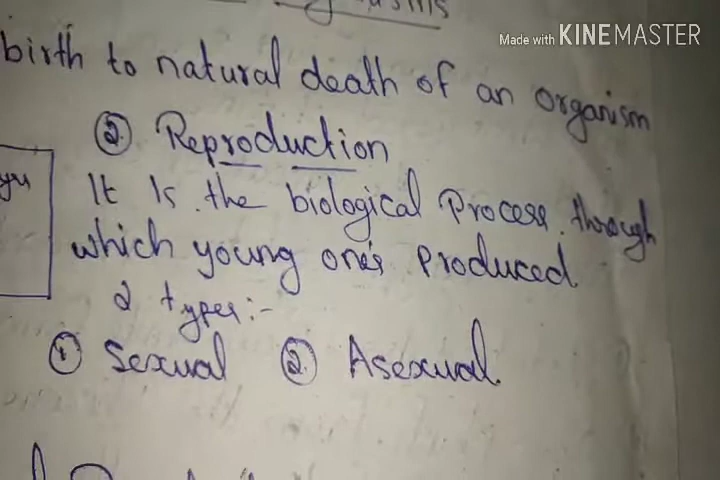 Made with KINEMASTER
birth to natural death of an organism
② Reproduction
It Is the biological Process through
which young one's Produced
2 types:-
① Sexual ② Asexual.